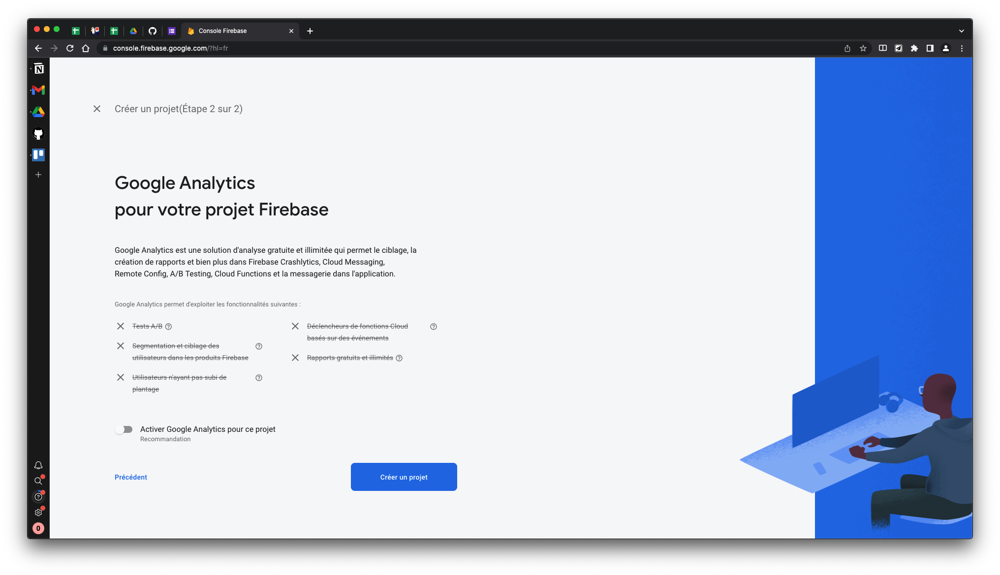 Console Firebase
console.firebase.google.com/?hl=fr
Créer un projet(Étape 2 sur 2)
Google Analytics
pour votre projet Firebase
Google Analytics est une solution d'analyse gratuite et illimitée qui permet le ciblage, la
création de rapports et bien plus dans Firebase Crashlytics, Cloud Messaging,
Remote Config, A/B Testing, Cloud Functions et la messagerie dans l'application.
Google Analytics permet d'exploiter les fonctionnalités suivantes :
Tests A/B
Segmentation et ciblage des
utilisateurs dans les produits Firebase
Utilisateurs n'ayant pas subi de
plantage
Déclencheurs de fonctions Cloud
basés sur des événements
Rapports gratuits et illimités
Activer Google Analytics pour ce projet
Recommandation
Précédent
Créer un projet
0